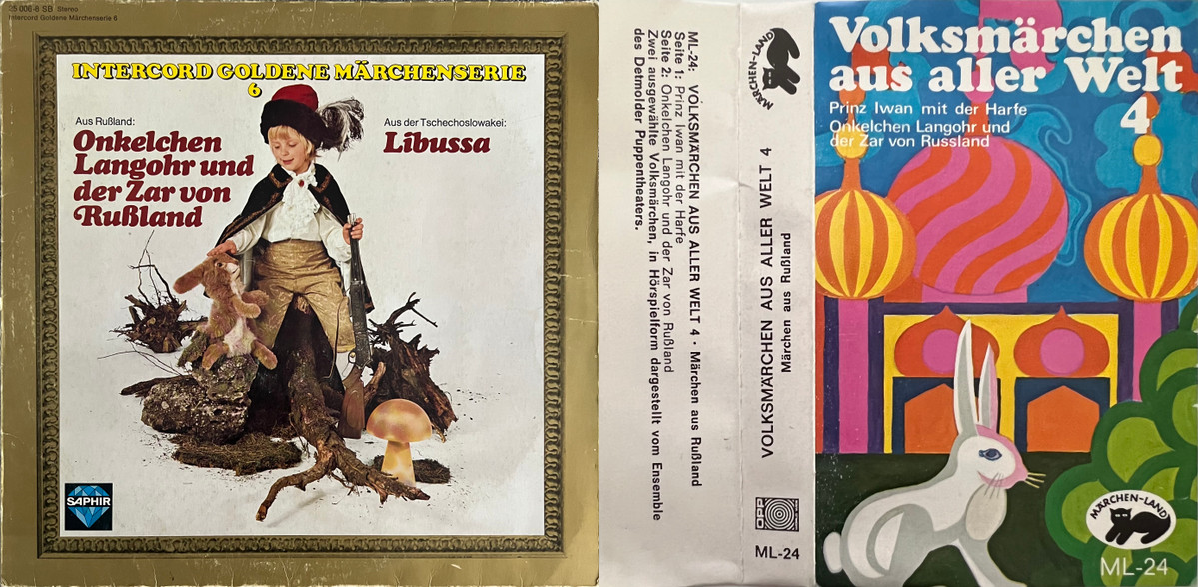 25 006-6 SB Stereo
Intercord Goldene Märchenserie 6
INTERCORD GOLDENE MÄRCHENSERIE
6
Aus Rußland:
Onkelchen
Langohr und
der Zar von
Rußland
Aus der Tschechoslowakei:
Libussa
SAPHIR
ML-24: VOLKSMÄRCHEN AUS ALLER WELT 4 · Märchen aus Rußland
Seite 1: Prinz Iwan mit der Harfe
Seite 2: Onkelchen Langohr und der Zar von Rußland
Zwei ausgewählte Volksmärchen, in Hörspielform dargestellt vom Ensemble
des Detmolder Puppentheaters.
MÄRCHEN-LAND
VOLKSMÄRCHEN AUS ALLER WELT 4
Märchen aus Rußland
OPP
ML-24
Volksmärchen
aus aller Welt
4
Prinz Iwan mit der Harfe
Onkelchen Langohr und
der Zar von Russland
MÄRCHEN-LAND
ML-24